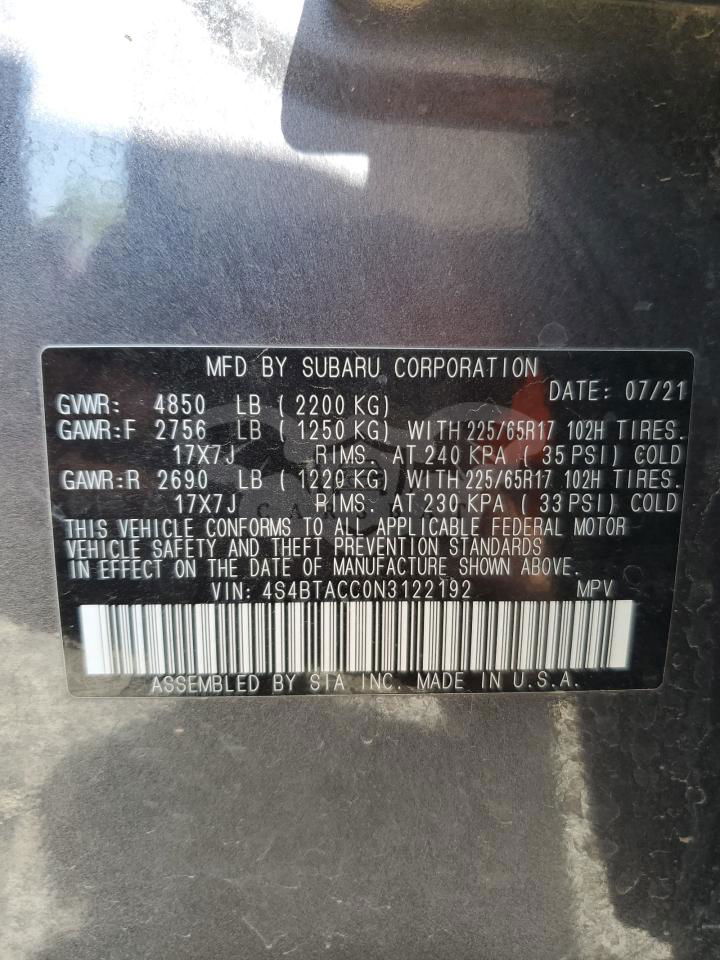 MFD BY SUBARU CORPORATION
DATE: 07/21
GVWR: 4850 LB ( 2200 KG)
GAWR:F 2756 LB ( 1250 KG) WITH 225/65R17 102H TIRES.
17X7J RIMS. AT 240 KPA ( 35 PSI) COLD
GAWR:R 2690 LB ( 1220 KG) WITH 225/65R17 102H TIRES.
17X7J RIMS. AT 230 KPA ( 33 PSI) COLD
THIS VEHICLE CONFORMS TO ALL APPLICABLE FEDERAL MOTOR
VEHICLE SAFETY AND THEFT PREVENTION STANDARDS
IN EFFECT ON THE DATE OF MANUFACTURE SHOWN ABOVE.
VIN: 4S4BTACC0N3122192 MPV
ASSEMBLED BY SIA INC. MADE IN U.S.A.